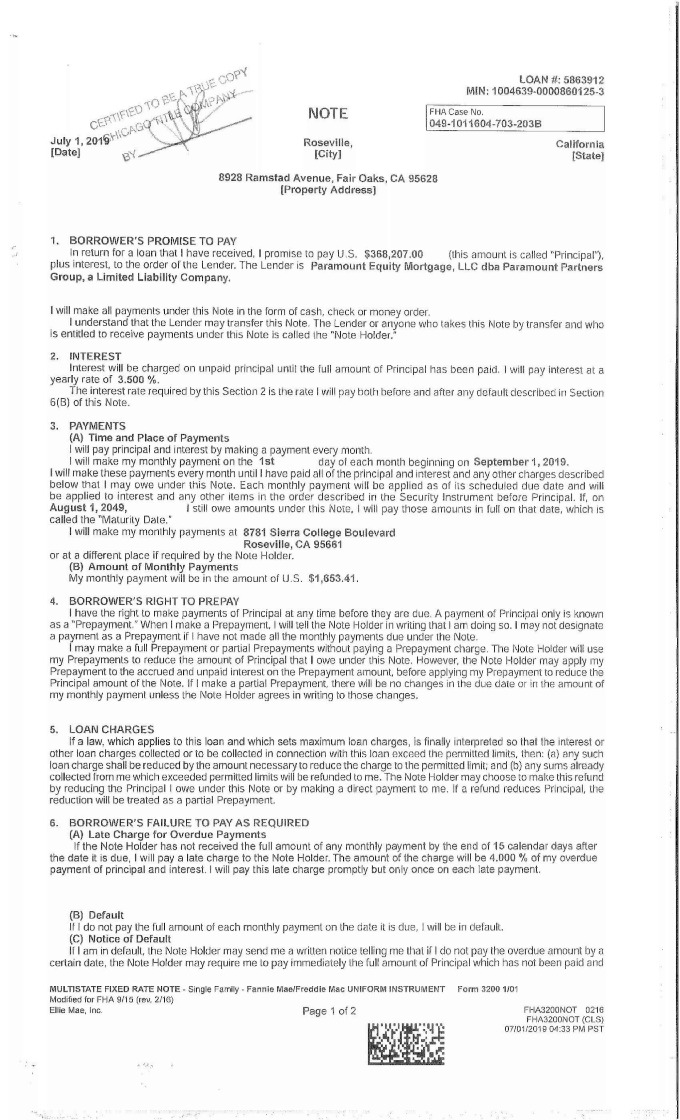 LOAN #: 5863912
MIN: 1004639-0000860125-3
CERTIFIED TO BE A TRUE COPY
CHICAGO TITLE COMPANY
BY
NOTE
FHA Case No.
049-1011604-703-203B
July 1, 2019
[Date]
Roseville,
[City]
California
[State]
8928 Ramstad Avenue, Fair Oaks, CA 95628
[Property Address]
1. BORROWER'S PROMISE TO PAY
In return for a loan that I have received, I promise to pay U.S. $368,207.00 (this amount is called "Principal"),
plus interest, to the order of the Lender. The Lender is Paramount Equity Mortgage, LLC dba Paramount Partners
Group, a Limited Liability Company.
I will make all payments under this Note in the form of cash, check or money order.
I understand that the Lender may transfer this Note. The Lender or anyone who takes this Note by transfer and who
is entitled to receive payments under this Note is called the "Note Holder."
2. INTEREST
Interest will be charged on unpaid principal until the full amount of Principal has been paid. I will pay interest at a
yearly rate of 3.500 %.
The interest rate required by this Section 2 is the rate I will pay both before and after any default described in Section
6(B) of this Note.
3. PAYMENTS
(A) Time and Place of Payments
I will pay principal and interest by making a payment every month.
I will make my monthly payment on the 1st day of each month beginning on September 1, 2019.
I will make these payments every month until I have paid all of the principal and interest and any other charges described
below that I may owe under this Note. Each monthly payment will be applied as of its scheduled due date and will
be applied to interest and any other items in the order described in the Security Instrument before Principal. If, on
August 1, 2049, I still owe amounts under this Note, I will pay those amounts in full on that date, which is
called the "Maturity Date."
I will make my monthly payments at 8781 Sierra College Boulevard
Roseville, CA 95661
or at a different place if required by the Note Holder.
(B) Amount of Monthly Payments
My monthly payment will be in the amount of U.S. $1,653.41.
4. BORROWER'S RIGHT TO PREPAY
I have the right to make payments of Principal at any time before they are due. A payment of Principal only is known
as a "Prepayment." When I make a Prepayment, I will tell the Note Holder in writing that I am doing so. I may not designate
a payment as a Prepayment if I have not made all the monthly payments due under the Note.
I may make a full Prepayment or partial Prepayments without paying a Prepayment charge. The Note Holder will use
my Prepayments to reduce the amount of Principal that I owe under this Note. However, the Note Holder may apply my
Prepayment to the accrued and unpaid interest on the Prepayment amount, before applying my Prepayment to reduce the
Principal amount of the Note. If I make a partial Prepayment, there will be no changes in the due date or in the amount of
my monthly payment unless the Note Holder agrees in writing to those changes.
5. LOAN CHARGES
If a law, which applies to this loan and which sets maximum loan charges, is finally interpreted so that the interest or
other loan charges collected or to be collected in connection with this loan exceed the permitted limits, then: (a) any such
loan charge shall be reduced by the amount necessary to reduce the charge to the permitted limit; and (b) any sums already
collected from me which exceeded permitted limits will be refunded to me. The Note Holder may choose to make this refund
by reducing the Principal I owe under this Note or by making a direct payment to me. If a refund reduces Principal, the
reduction will be treated as a partial Prepayment.
6. BORROWER'S FAILURE TO PAY AS REQUIRED
(A) Late Charge for Overdue Payments
If the Note Holder has not received the full amount of any monthly payment by the end of 15 calendar days after
the date it is due, I will pay a late charge to the Note Holder. The amount of the charge will be 4.000 % of my overdue
payment of principal and interest. I will pay this late charge promptly but only once on each late payment.
(B) Default
If I do not pay the full amount of each monthly payment on the date it is due, I will be in default.
(C) Notice of Default
If I am in default, the Note Holder may send me a written notice telling me that if I do not pay the overdue amount by a
certain date, the Note Holder may require me to pay immediately the full amount of Principal which has not been paid and
MULTISTATE FIXED RATE NOTE - Single Family - Fannie Mae/Freddie Mac UNIFORM INSTRUMENT Form 3200 1/01
Modified for FHA 9/15 (rev. 2/16)
Ellie Mae, Inc.
Page 1 of 2
FHA3200NOT 0216
FHA3200NOT (CLS)
07/01/2019 04:33 PM PST